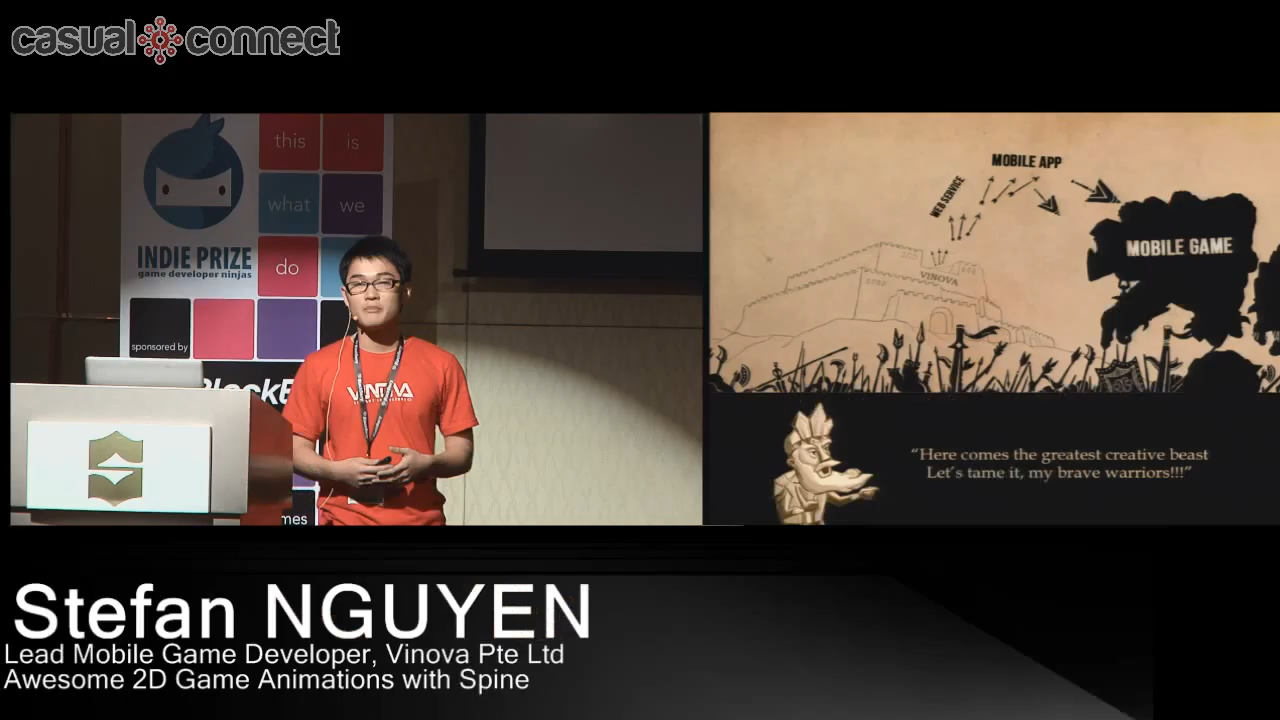 casual connect
this is
what we
do
INDIE PRIZE
game developer ninjas
sponsored by
VINOVA
MOBILE APP
WEB SERVICE
MOBILE GAME
VINOVA
“Here comes the greatest creative beast
Let's tame it, my brave warriors!!!”
Stefan NGUYEN
Lead Mobile Game Developer, Vinova Pte Ltd
Awesome 2D Game Animations with Spine